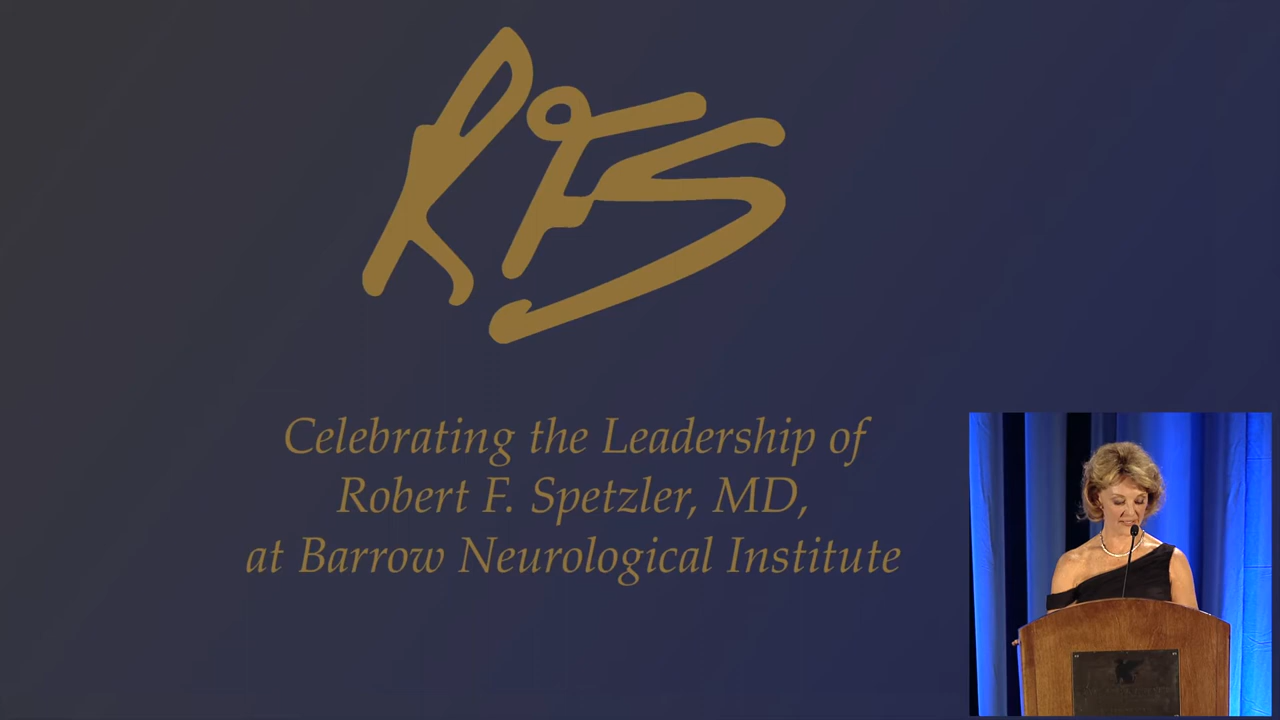 RFS
Celebrating the Leadership of
Robert F. Spetzler, MD,
at Barrow Neurological Institute